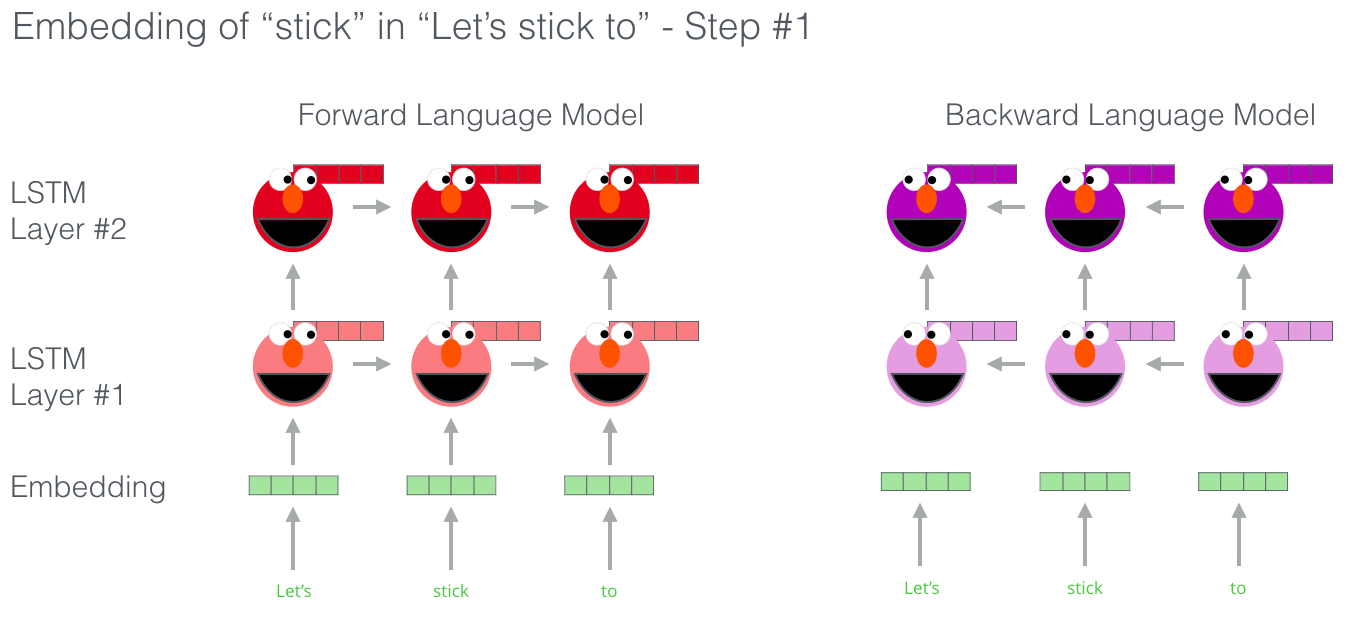 Embedding of “stick” in “Let’s stick to” - Step #1
Forward Language Model
Backward Language Model
LSTM
Layer #2
LSTM
Layer #1
Embedding
Let’s
stick
to
Let’s
stick
to